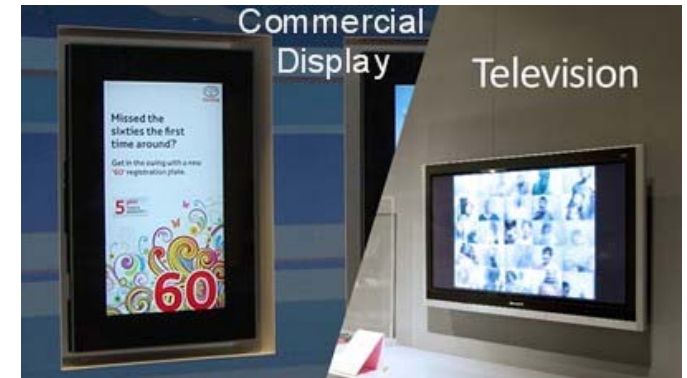 Commercial
Display
Television
Missed the
sixties the first
time around?
Get in the swing with a new
'60' registration plate.
5
60